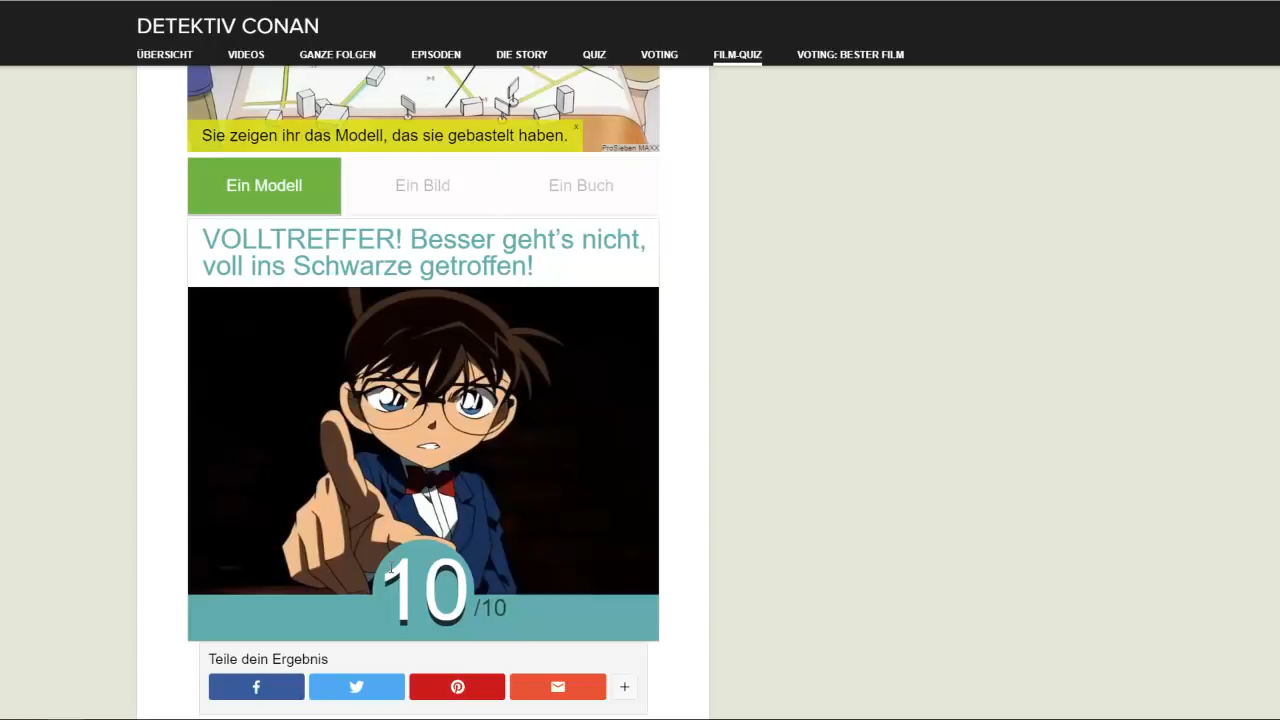 DETEKTIV CONAN
ÜBERSICHT VIDEOS GANZE FOLGEN EPISODEN DIE STORY QUIZ VOTING FILM-QUIZ VOTING: BESTER FILM
Sie zeigen ihr das Modell, das sie gebastelt haben.
x
ProSieben MAXX
Ein Modell Ein Bild Ein Buch
VOLLTREFFER! Besser geht’s nicht,
voll ins Schwarze getroffen!
10 /10
Teile dein Ergebnis